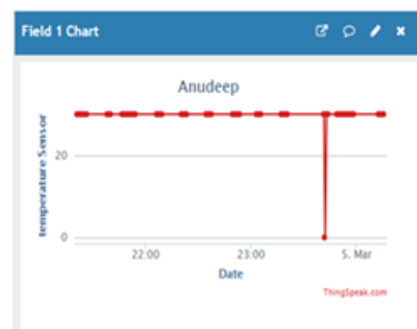 Field 1 Chart
Anudeep
temperature Sensor
20
0
22:00
23:00
5. Mar
Date
ThingSpeak.com